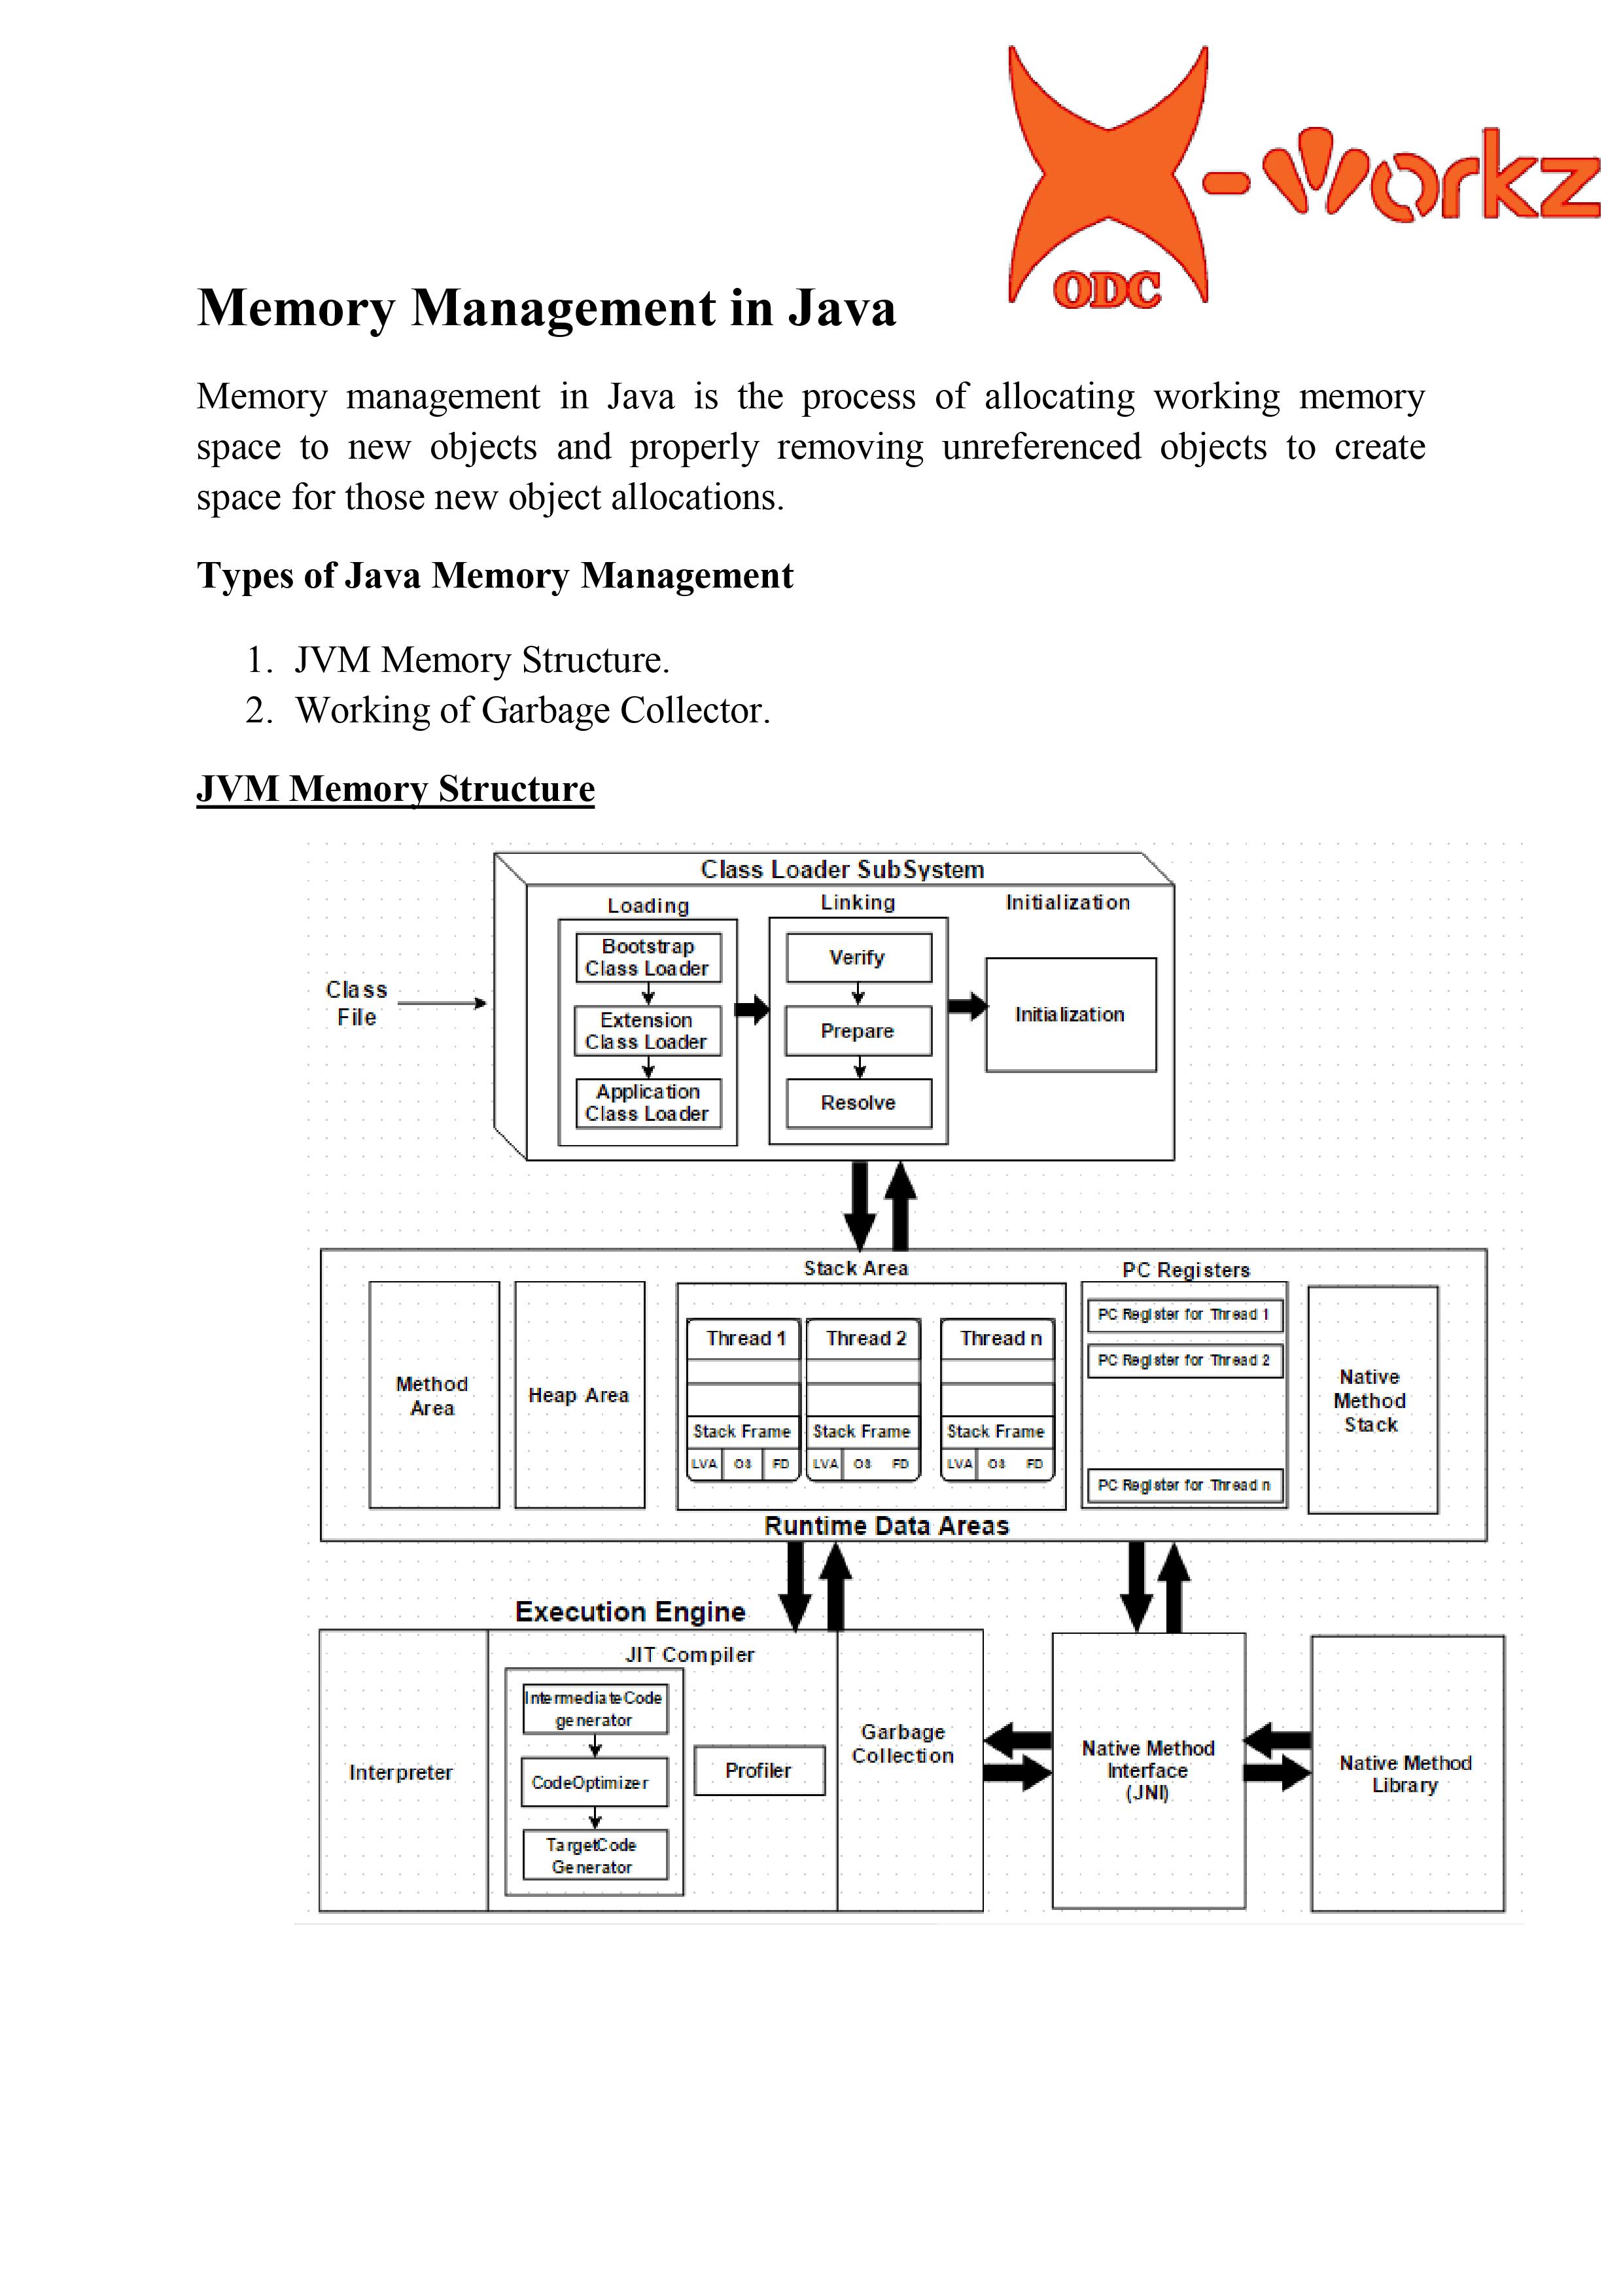 X-workz
ODC
Memory Management in Java
Memory management in Java is the process of allocating working memory
space to new objects and properly removing unreferenced objects to create
space for those new object allocations.
Types of Java Memory Management
1. JVM Memory Structure.
2. Working of Garbage Collector.
JVM Memory Structure
Class Loader SubSystem
Loading
Linking
Initialization
Bootstrap
Class Loader
Extension
Class Loader
Application
Class Loader
Verify
Prepare
Resolve
Initialization
Class
File
Stack Area
PC Registers
Method
Area
Heap Area
Thread 1
Stack Frame
LVA OS FD
Thread 2
Stack Frame
LVA OS FD
Thread n
Stack Frame
LVA OS FD
PC Register for Thread 1
PC Register for Thread 2
PC Register for Thread n
Native
Method
Stack
Runtime Data Areas
Execution Engine
Interpreter
JIT Compiler
IntermediateCode
generator
CodeOptimizer
TargetCode
Generator
Profiler
Garbage
Collection
Native Method
Interface
(JNI)
Native Method
Library